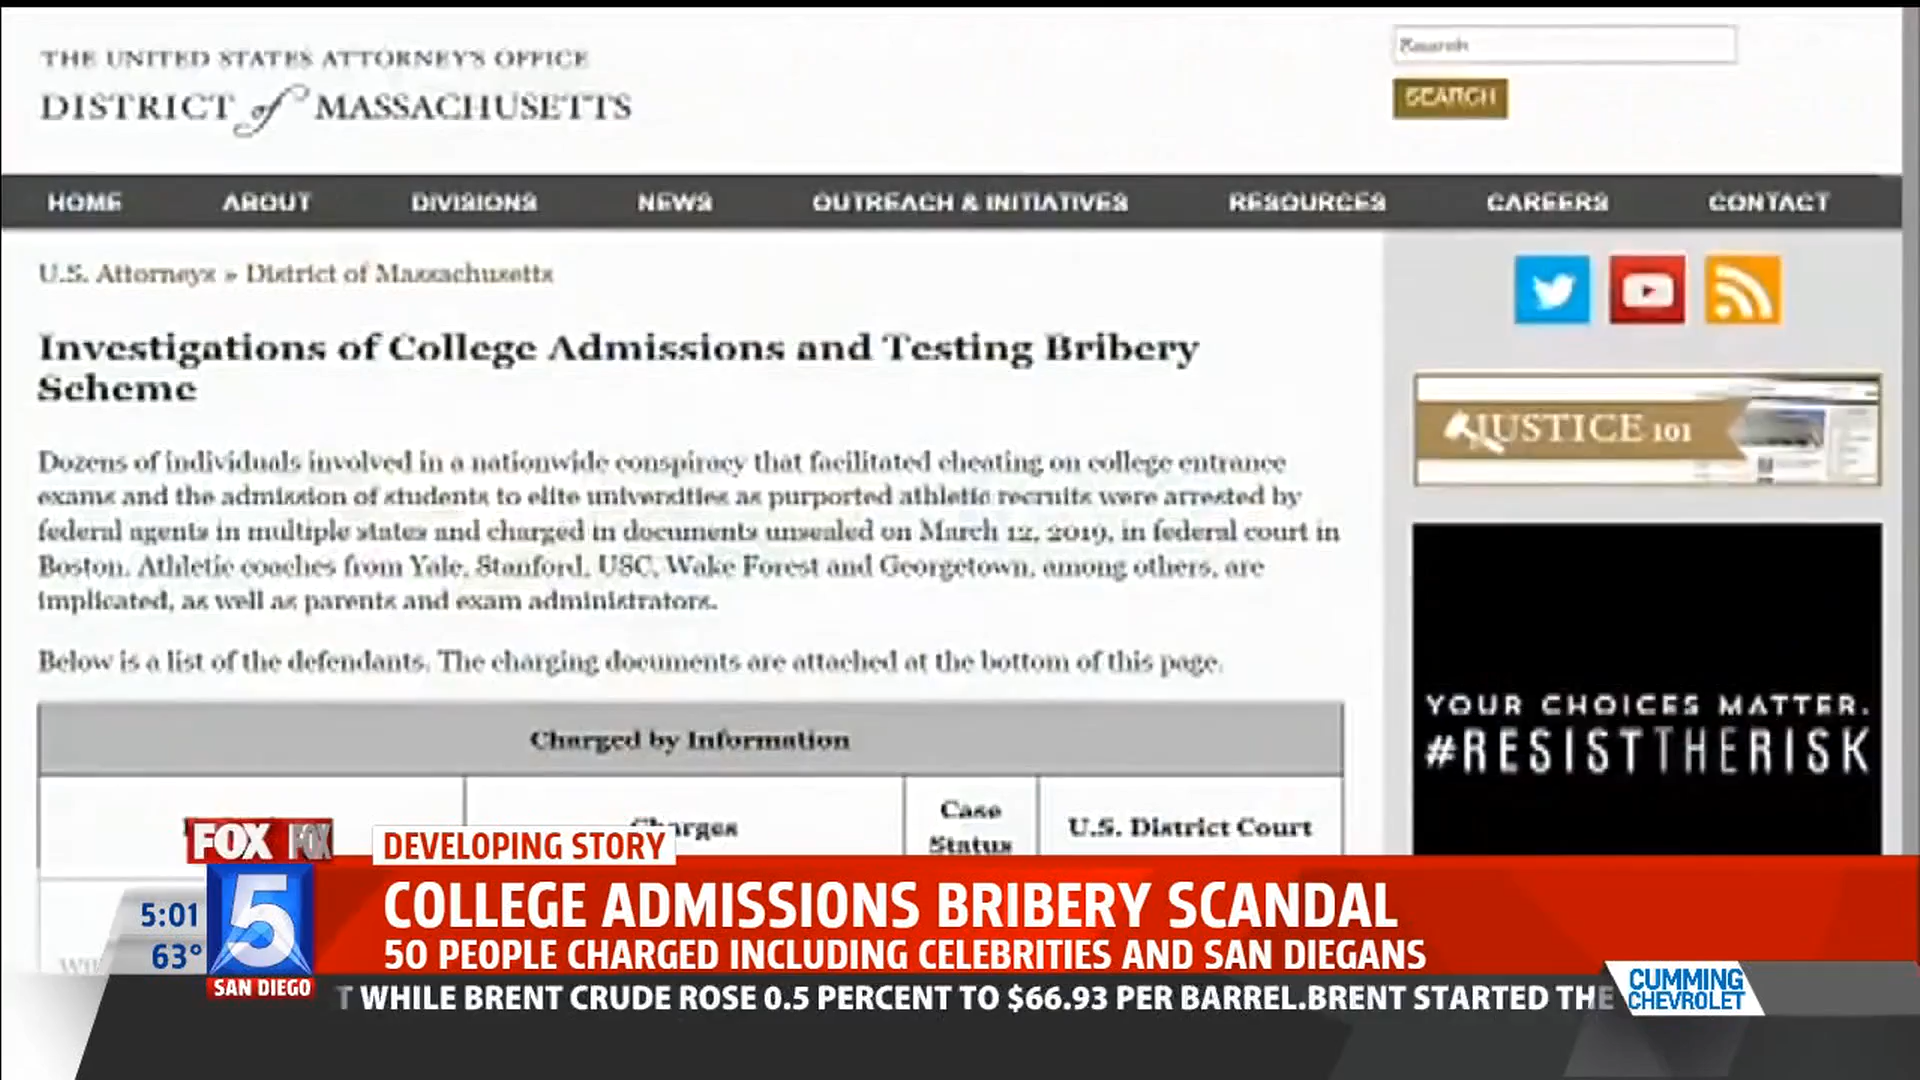 THE UNITED STATES ATTORNEY'S OFFICE
DISTRICT of MASSACHUSETTS
Search
SEARCH
HOME ABOUT DIVISIONS NEWS OUTREACH & INITIATIVES RESOURCES CAREERS CONTACT
U.S. Attorneys » District of Massachusetts
Investigations of College Admissions and Testing Bribery
Scheme
Dozens of individuals involved in a nationwide conspiracy that facilitated cheating on college entrance
exams and the admission of students to elite universities as purported athletic recruits were arrested by
federal agents in multiple states and charged in documents unsealed on March 12, 2019, in federal court in
Boston. Athletic coaches from Yale, Stanford, USC, Wake Forest and Georgetown, among others, are
implicated, as well as parents and exam administrators.
Below is a list of the defendants. The charging documents are attached at the bottom of this page.
Charged by Information
Charges
Case
Status
U.S. District Court
JUSTICE 101
YOUR CHOICES MATTER.
#RESISTTHERISK
FOX FOX
5
SAN DIEGO
5:01
63°
DEVELOPING STORY
COLLEGE ADMISSIONS BRIBERY SCANDAL
50 PEOPLE CHARGED INCLUDING CELEBRITIES AND SAN DIEGANS
T WHILE BRENT CRUDE ROSE 0.5 PERCENT TO $66.93 PER BARREL.BRENT STARTED THE
CUMMING
CHEVROLET